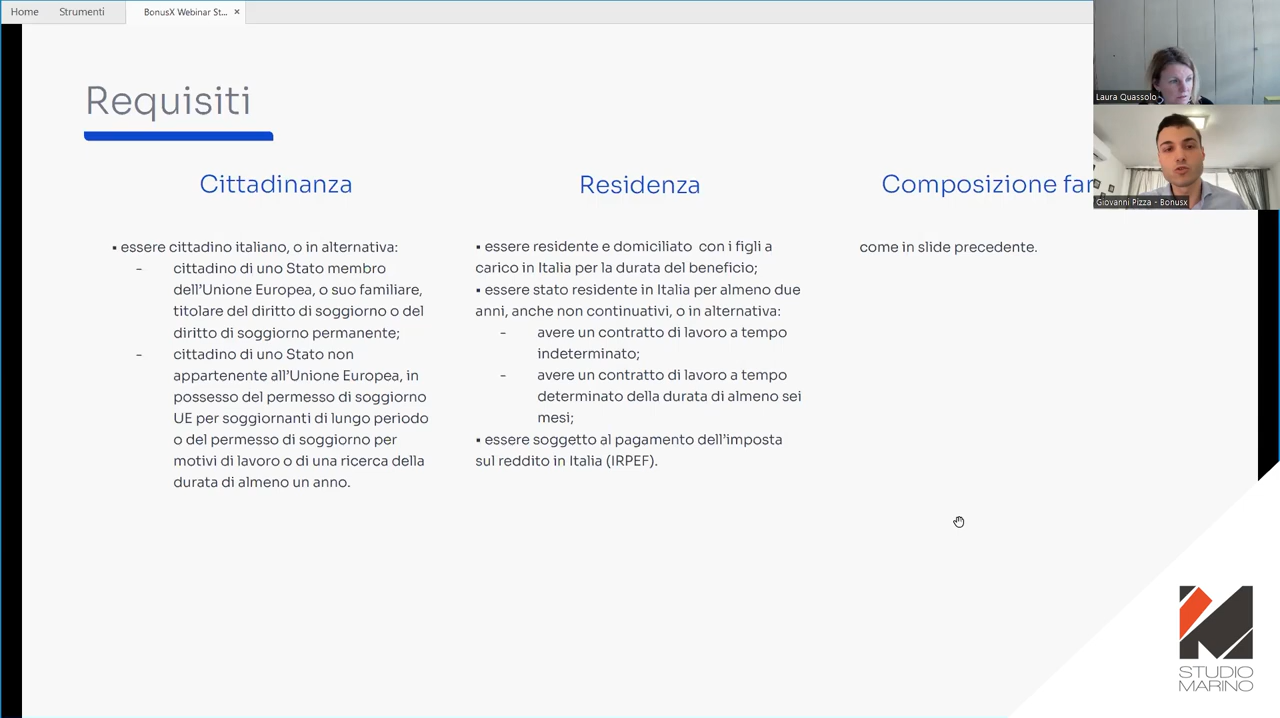 Home Strumenti BonusX Webinar St... ×
Laura Quassolo
Giovanni Pizza - Bonusx
Requisiti
Cittadinanza
▪ essere cittadino italiano, o in alternativa:
- cittadino di uno Stato membro
dell'Unione Europea, o suo familiare,
titolare del diritto di soggiorno o del
diritto di soggiorno permanente;
- cittadino di uno Stato non
appartenente all'Unione Europea, in
possesso del permesso di soggiorno
UE per soggiornanti di lungo periodo
o del permesso di soggiorno per
motivi di lavoro o di una ricerca della
durata di almeno un anno.
Residenza
▪ essere residente e domiciliato con i figli a
carico in Italia per la durata del beneficio;
▪ essere stato residente in Italia per almeno due
anni, anche non continuativi, o in alternativa:
- avere un contratto di lavoro a tempo
indeterminato;
- avere un contratto di lavoro a tempo
determinato della durata di almeno sei
mesi;
▪ essere soggetto al pagamento dell'imposta
sul reddito in Italia (IRPEF).
Composizione far
come in slide precedente.
STUDIO
MARINO